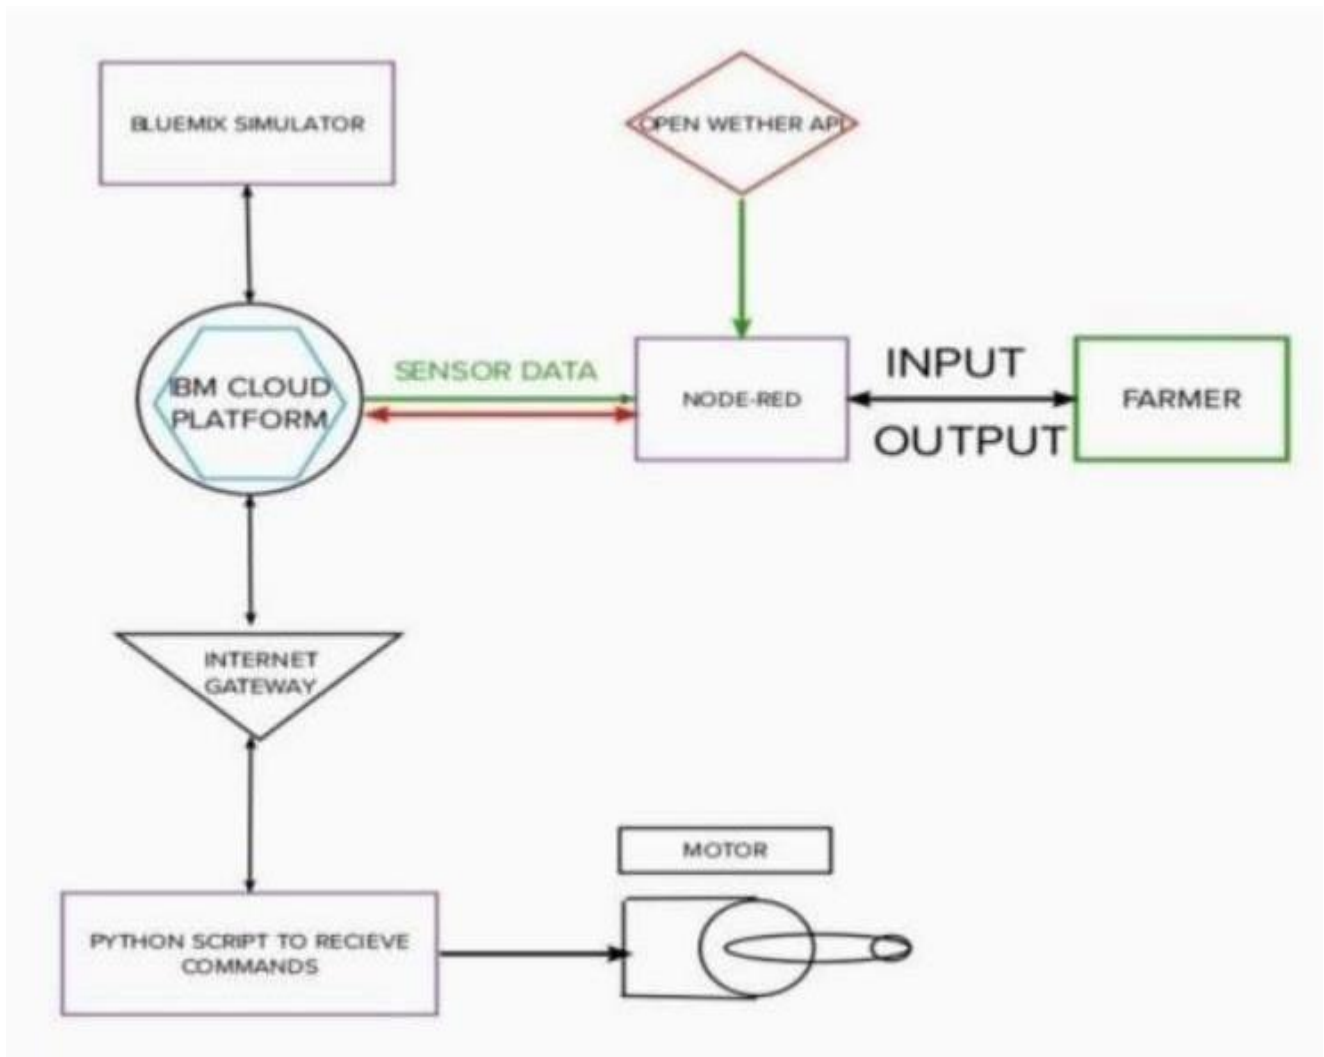 BLUEMIX SIMULATOR
OPEN WETHER API
IBM CLOUD
PLATFORM
SENSOR DATA
NODE-RED
INPUT
OUTPUT
FARMER
INTERNET
GATEWAY
MOTOR
PYTHON SCRIPT TO RECIEVE
COMMANDS